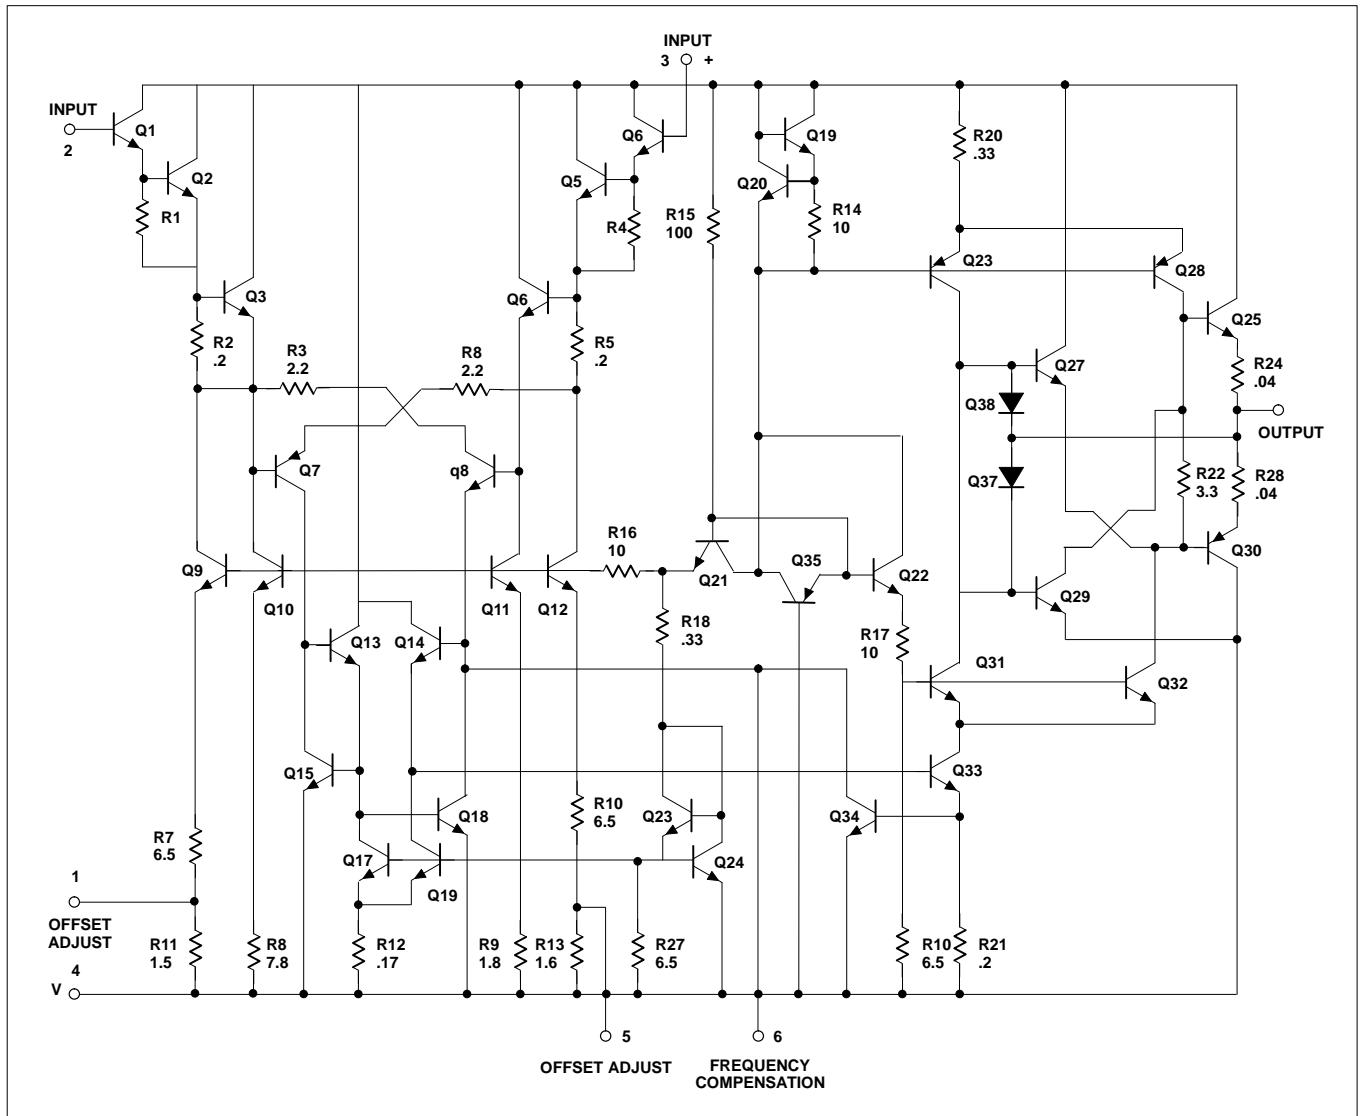 INPUT
3 +
INPUT
2
Q1
Q2
R1
Q3
R2
.2
R3
2.2
R8
2.2
Q6
Q5
R4
Q6
R5
.2
R15
100
Q19
Q20
R14
10
R20
.33
Q23
Q28
Q25
Q27
R24
.04
Q38
OUTPUT
Q37
R22
3.3
R28
.04
Q7
q8
R16
10
Q21
Q35
Q22
Q30
Q9
Q10
Q11
Q12
Q29
Q13
Q14
R18
.33
R17
10
Q31
Q32
Q15
Q33
Q18
R10
6.5
Q23
Q34
R7
6.5
Q17
Q19
Q24
1
OFFSET
ADJUST
R11
1.5
R8
7.8
R12
.17
R9
1.8
R13
1.6
R27
6.5
R10
6.5
R21
.2
4
V
5
6
OFFSET ADJUST
FREQUENCY
COMPENSATION